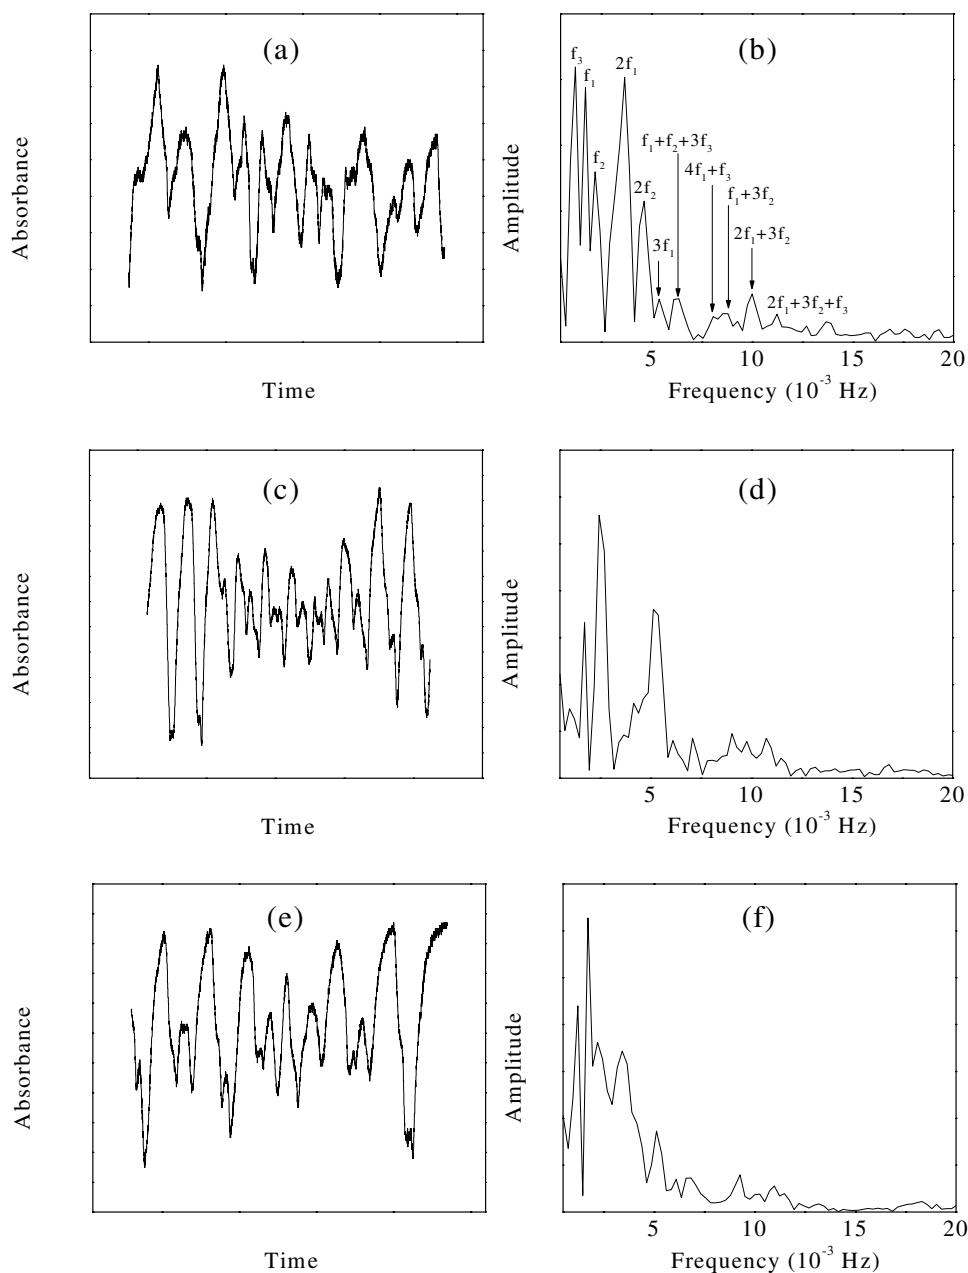 (a)
Absorbance
Time
(b)
f₃
f₁
f₂
2f₁
2f₂
3f₁
f₁+f₂+3f₃
4f₁+f₃
f₁+3f₂
2f₁+3f₂
2f₁+3f₂+f₃
Amplitude
5 10 15 20
Frequency (10⁻³ Hz)
(c)
Absorbance
Time
(d)
Amplitude
5 10 15 20
Frequency (10⁻³ Hz)
(e)
Absorbance
Time
(f)
Amplitude
5 10 15 20
Frequency (10⁻³ Hz)